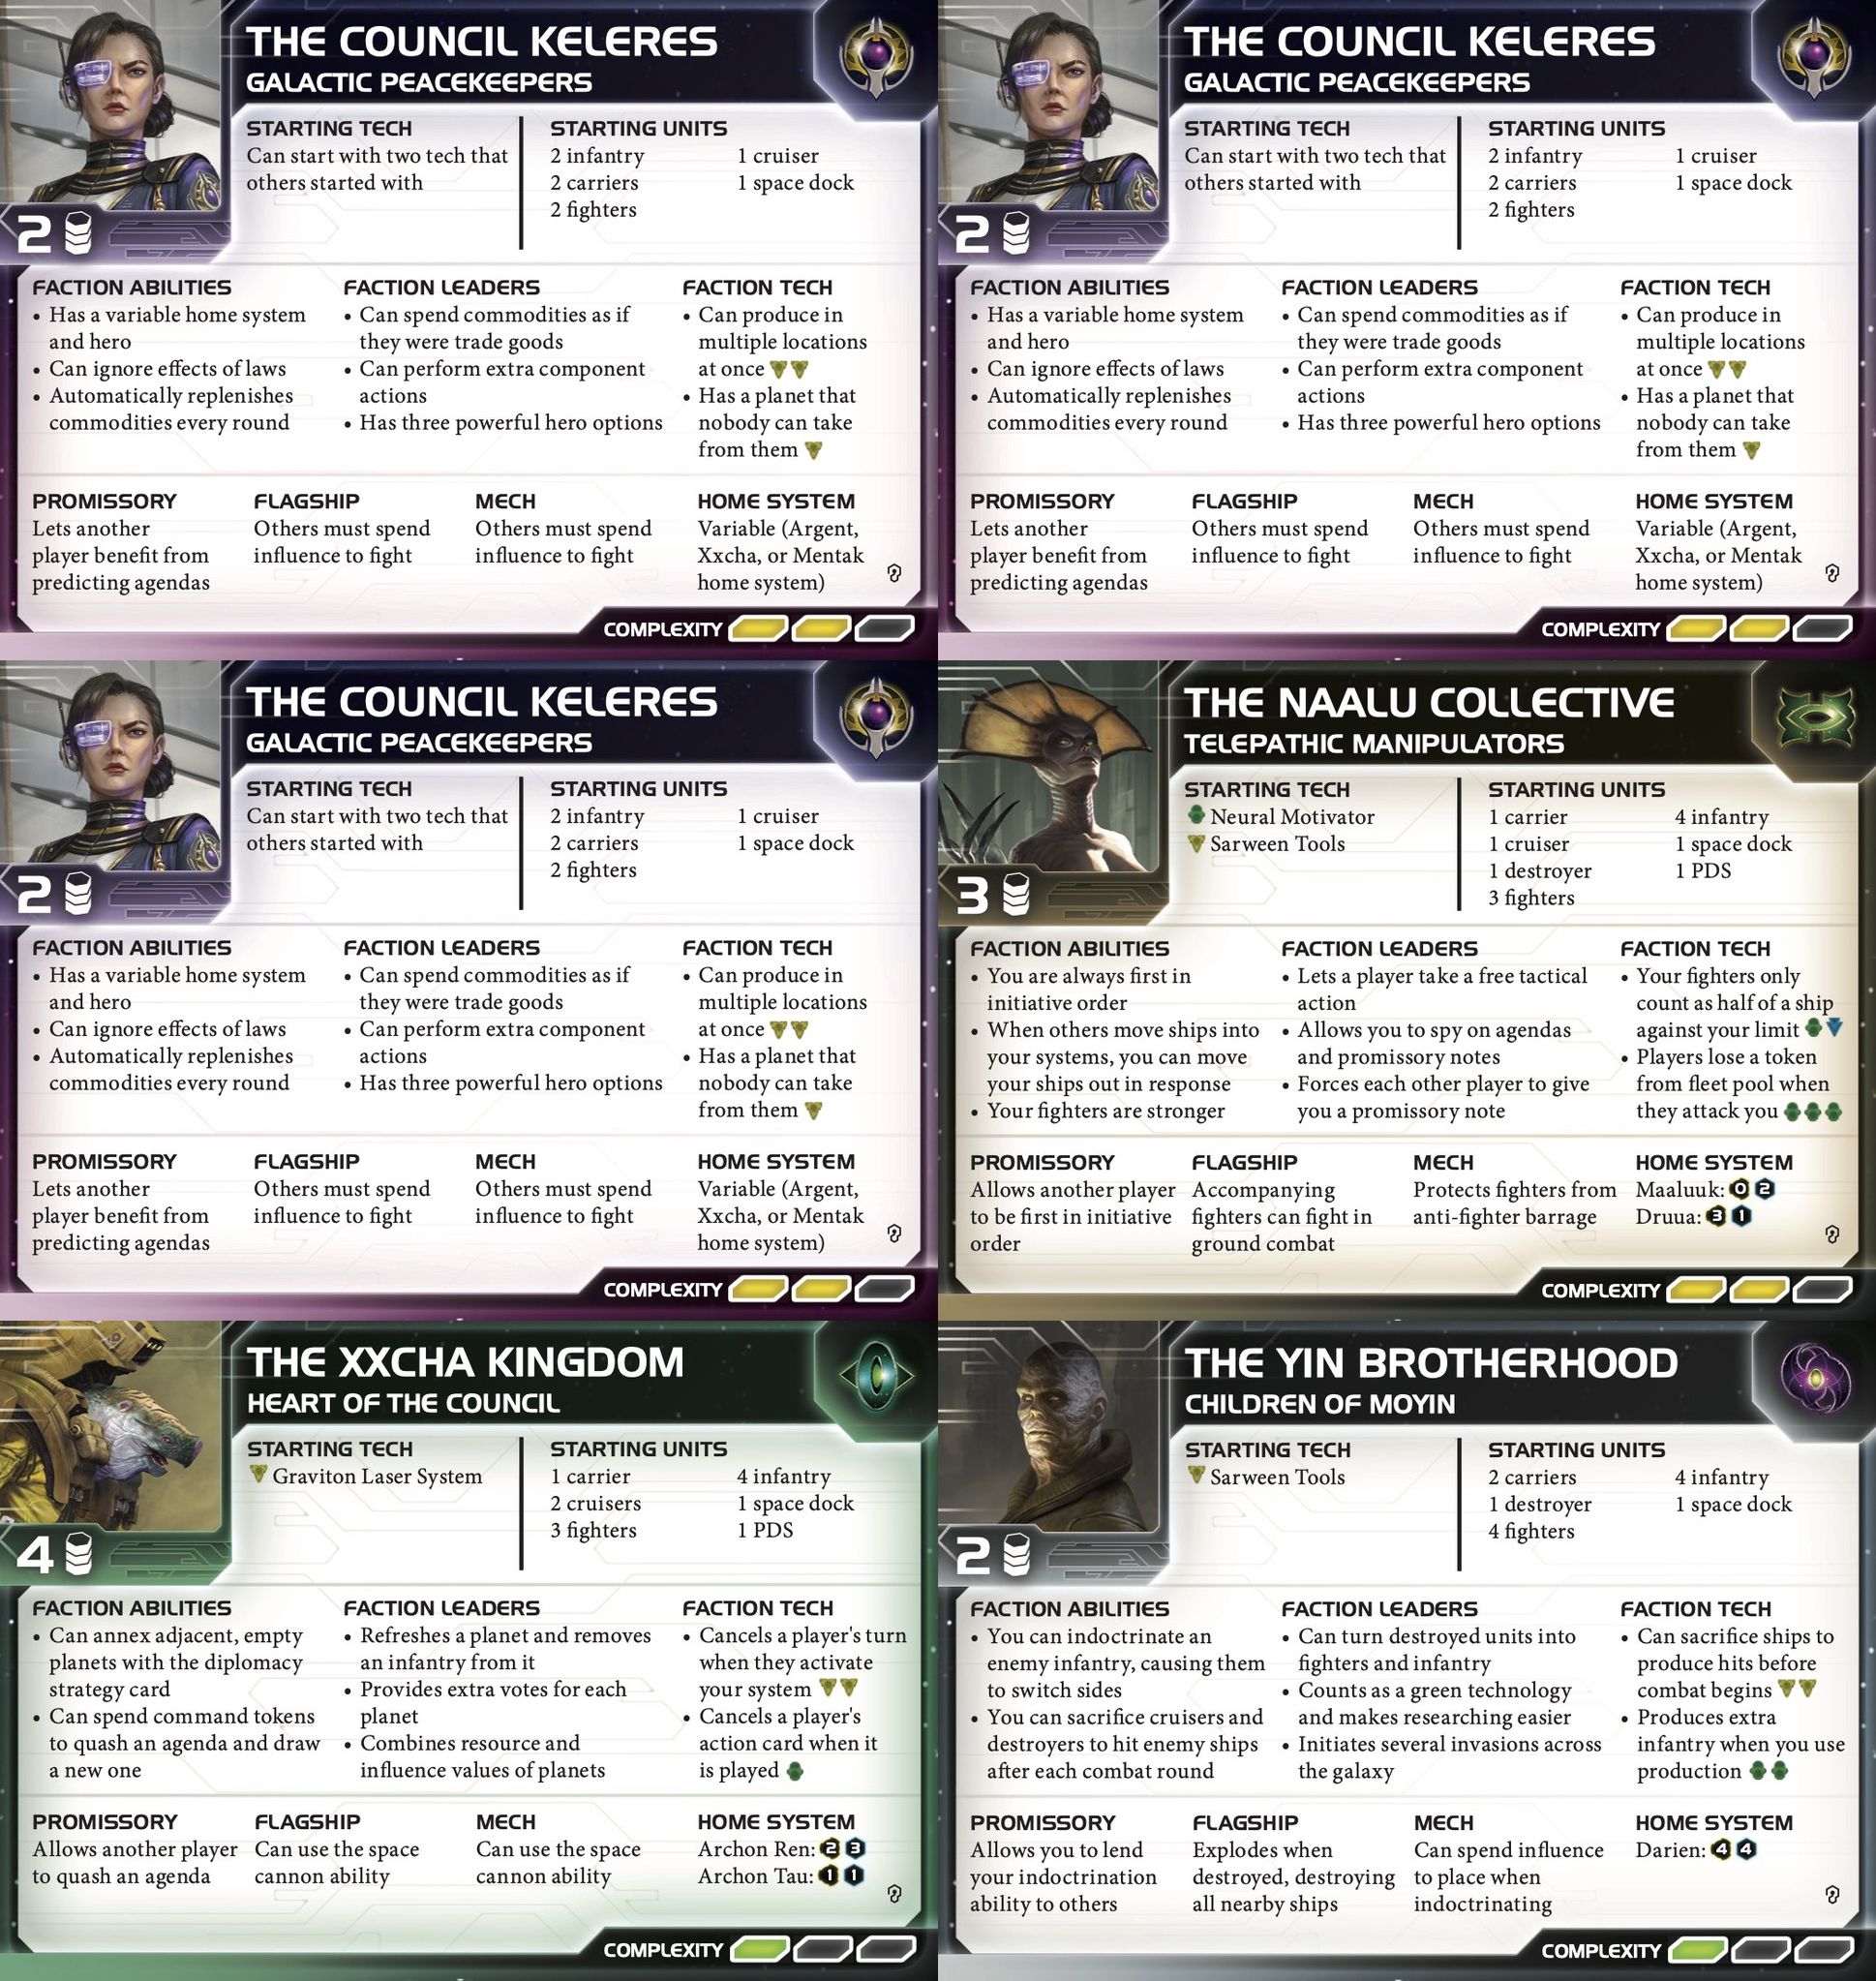 THE COUNCIL KELERES
GALACTIC PEACEKEEPERS
2
STARTING TECH
Can start with two tech that
others started with
STARTING UNITS
2 infantry
2 carriers
2 fighters
1 cruiser
1 space dock
FACTION ABILITIES
• Has a variable home system
and hero
• Can ignore effects of laws
• Automatically replenishes
commodities every round
FACTION LEADERS
• Can spend commodities as if
they were trade goods
• Can perform extra component
actions
• Has three powerful hero options
FACTION TECH
• Can produce in
multiple locations
at once
• Has a planet that
nobody can take
from them
PROMISSORY
Lets another
player benefit from
predicting agendas
FLAGSHIP
Others must spend
influence to fight
MECH
Others must spend
influence to fight
HOME SYSTEM
Variable (Argent,
Xxcha, or Mentak
home system)
COMPLEXITY
THE COUNCIL KELERES
GALACTIC PEACEKEEPERS
2
STARTING TECH
Can start with two tech that
others started with
STARTING UNITS
2 infantry
2 carriers
2 fighters
1 cruiser
1 space dock
FACTION ABILITIES
• Has a variable home system
and hero
• Can ignore effects of laws
• Automatically replenishes
commodities every round
FACTION LEADERS
• Can spend commodities as if
they were trade goods
• Can perform extra component
actions
• Has three powerful hero options
FACTION TECH
• Can produce in
multiple locations
at once
• Has a planet that
nobody can take
from them
PROMISSORY
Lets another
player benefit from
predicting agendas
FLAGSHIP
Others must spend
influence to fight
MECH
Others must spend
influence to fight
HOME SYSTEM
Variable (Argent,
Xxcha, or Mentak
home system)
COMPLEXITY
THE COUNCIL KELERES
GALACTIC PEACEKEEPERS
2
STARTING TECH
Can start with two tech that
others started with
STARTING UNITS
2 infantry
2 carriers
2 fighters
1 cruiser
1 space dock
FACTION ABILITIES
• Has a variable home system
and hero
• Can ignore effects of laws
• Automatically replenishes
commodities every round
FACTION LEADERS
• Can spend commodities as if
they were trade goods
• Can perform extra component
actions
• Has three powerful hero options
FACTION TECH
• Can produce in
multiple locations
at once
• Has a planet that
nobody can take
from them
PROMISSORY
Lets another
player benefit from
predicting agendas
FLAGSHIP
Others must spend
influence to fight
MECH
Others must spend
influence to fight
HOME SYSTEM
Variable (Argent,
Xxcha, or Mentak
home system)
COMPLEXITY
THE NAALU COLLECTIVE
TELEPATHIC MANIPULATORS
3
STARTING TECH
Neural Motivator
Sarween Tools
STARTING UNITS
1 carrier
1 cruiser
1 destroyer
3 fighters
4 infantry
1 space dock
1 PDS
FACTION ABILITIES
• You are always first in
initiative order
• When others move ships into
your systems, you can move
your ships out in response
• Your fighters are stronger
FACTION LEADERS
• Lets a player take a free tactical
action
• Allows you to spy on agendas
and promissory notes
• Forces each other player to give
you a promissory note
FACTION TECH
• Your fighters only
count as half of a ship
against your limit
• Players lose a token
from fleet pool when
they attack you
PROMISSORY
Allows another player
to be first in initiative
order
FLAGSHIP
Accompanying
fighters can fight in
ground combat
MECH
Protects fighters from
anti-fighter barrage
HOME SYSTEM
Maaluuk: 0 2
Druua: 3 1
COMPLEXITY
THE XXCHA KINGDOM
HEART OF THE COUNCIL
4
STARTING TECH
Graviton Laser System
STARTING UNITS
1 carrier
2 cruisers
3 fighters
4 infantry
1 space dock
1 PDS
FACTION ABILITIES
• Can annex adjacent, empty
planets with the diplomacy
strategy card
• Can spend command tokens
to quash an agenda and draw
a new one
FACTION LEADERS
• Refreshes a planet and removes
an infantry from it
• Provides extra votes for each
planet
• Combines resource and
influence values of planets
FACTION TECH
• Cancels a player's turn
when they activate
your system
• Cancels a player's
action card when it
is played
PROMISSORY
Allows another player
to quash an agenda
FLAGSHIP
Can use the space
cannon ability
MECH
Can use the space
cannon ability
HOME SYSTEM
Archon Ren: 2 3
Archon Tau: 1 1
COMPLEXITY
THE YIN BROTHERHOOD
CHILDREN OF MOYIN
2
STARTING TECH
Sarween Tools
STARTING UNITS
2 carriers
1 destroyer
4 fighters
4 infantry
1 space dock
FACTION ABILITIES
• You can indoctrinate an
enemy infantry, causing them
to switch sides
• You can sacrifice cruisers and
destroyers to hit enemy ships
after each combat round
FACTION LEADERS
• Can turn destroyed units into
fighters and infantry
• Counts as a green technology
and makes researching easier
• Initiates several invasions across
the galaxy
FACTION TECH
• Can sacrifice ships to
produce hits before
combat begins
• Produces extra
infantry when you use
production
PROMISSORY
Allows you to lend
your indoctrination
ability to others
FLAGSHIP
Explodes when
destroyed, destroying
all nearby ships
MECH
Can spend influence
to place when
indoctrinating
HOME SYSTEM
Darien: 4 4
COMPLEXITY